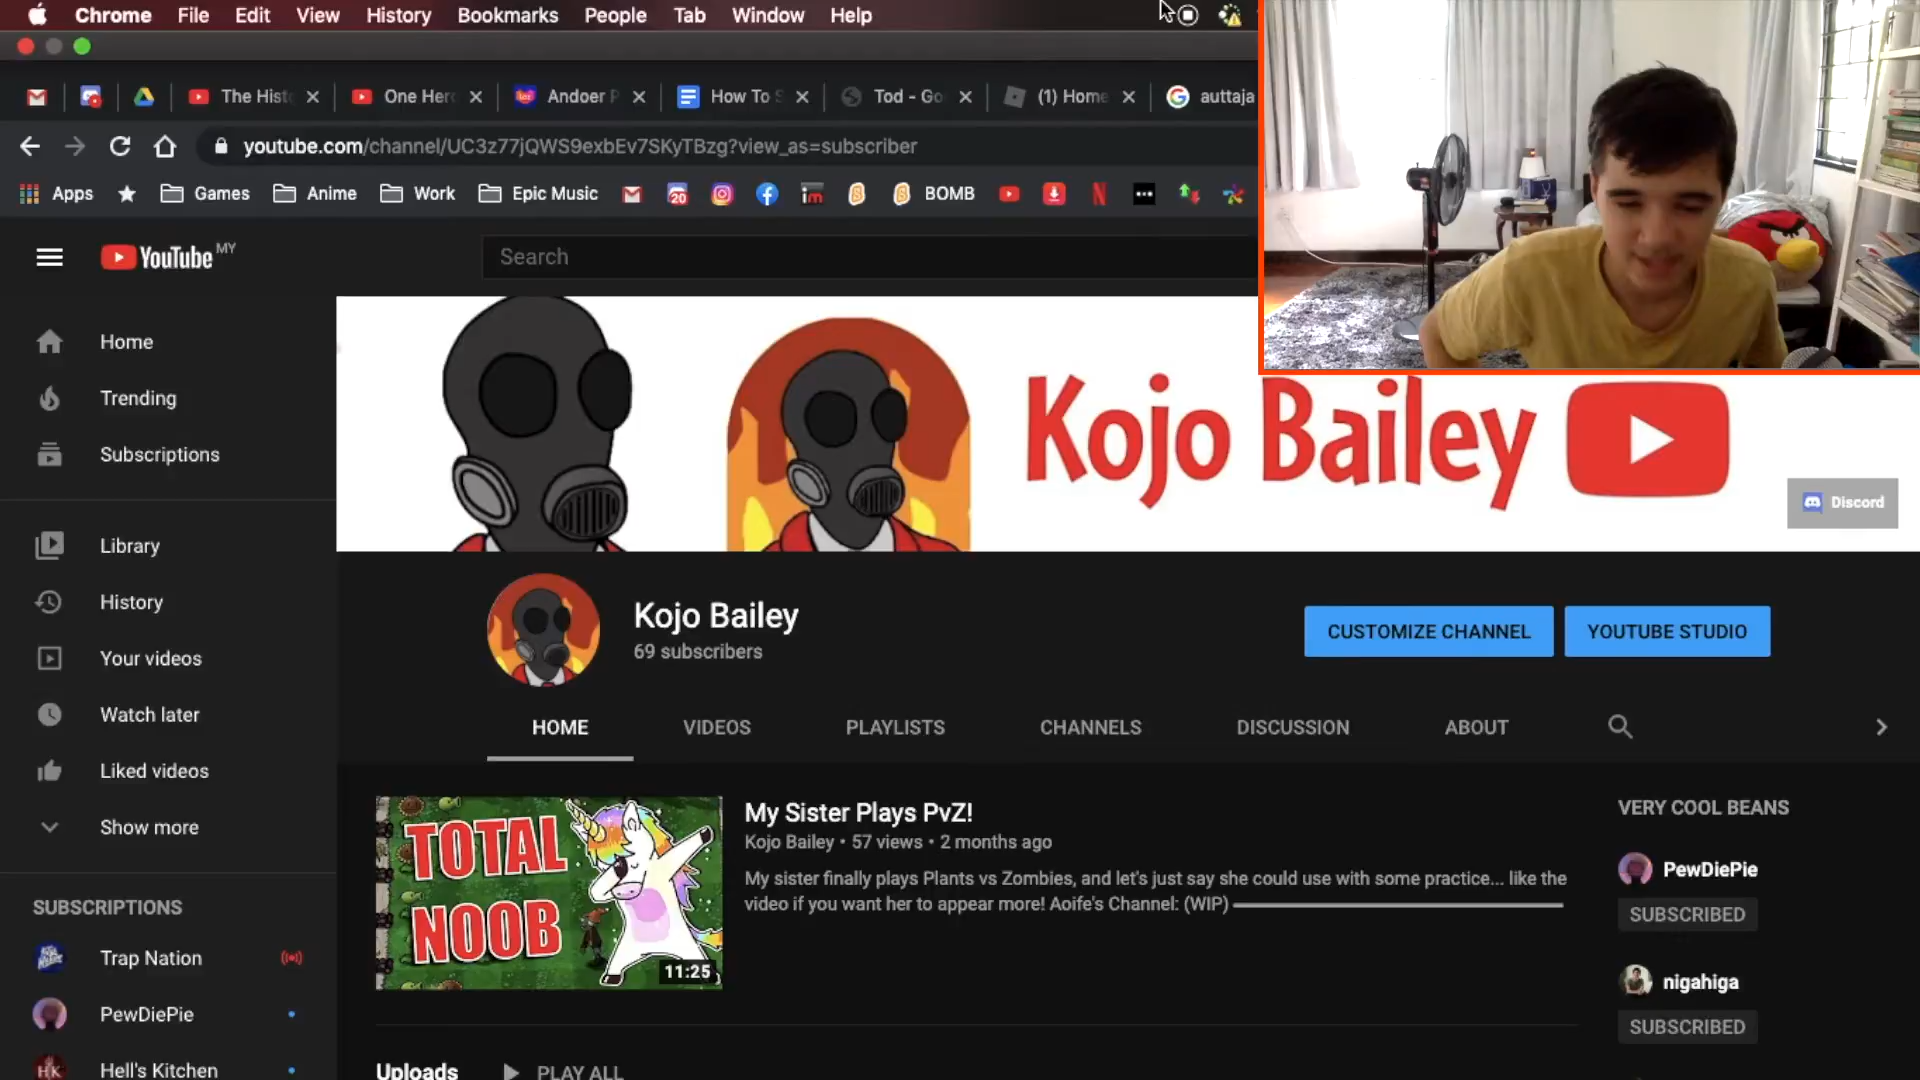 Chrome File Edit View History Bookmarks People Tab Window Help
The Histo One Hero Andoer P How To S Tod - Go (1) Home auttaja
youtube.com/channel/UC3z77jQWS9exbEv7SKyTBzg?view_as=subscriber
Apps Games Anime Work Epic Music 20 im BOMB N
YouTube MY
Search
Home
Trending
Subscriptions
Library
History
Your videos
Watch later
Liked videos
Show more
SUBSCRIPTIONS
Trap Nation
PewDiePie
HK Hell's Kitchen
Kojo Bailey
Discord
Kojo Bailey
69 subscribers
CUSTOMIZE CHANNEL YOUTUBE STUDIO
HOME VIDEOS PLAYLISTS CHANNELS DISCUSSION ABOUT
TOTAL
NOOB
11:25
My Sister Plays PvZ!
Kojo Bailey • 57 views • 2 months ago
My sister finally plays Plants vs Zombies, and let's just say she could use with some practice... like the
video if you want her to appear more! Aoife's Channel: (WIP)
Uploads PLAY ALL
VERY COOL BEANS
PewDiePie
SUBSCRIBED
nigahiga
SUBSCRIBED